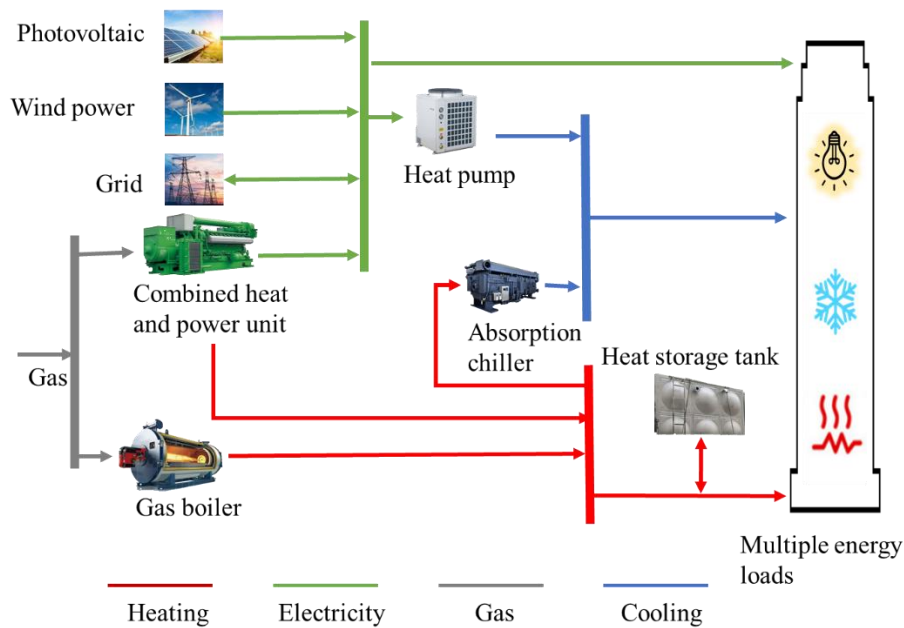 Photovoltaic
Wind power
Grid
Heat pump
Combined heat
and power unit
Absorption
chiller
Heat storage tank
Gas
Gas boiler
Multiple energy
loads
Heating
Electricity
Gas
Cooling